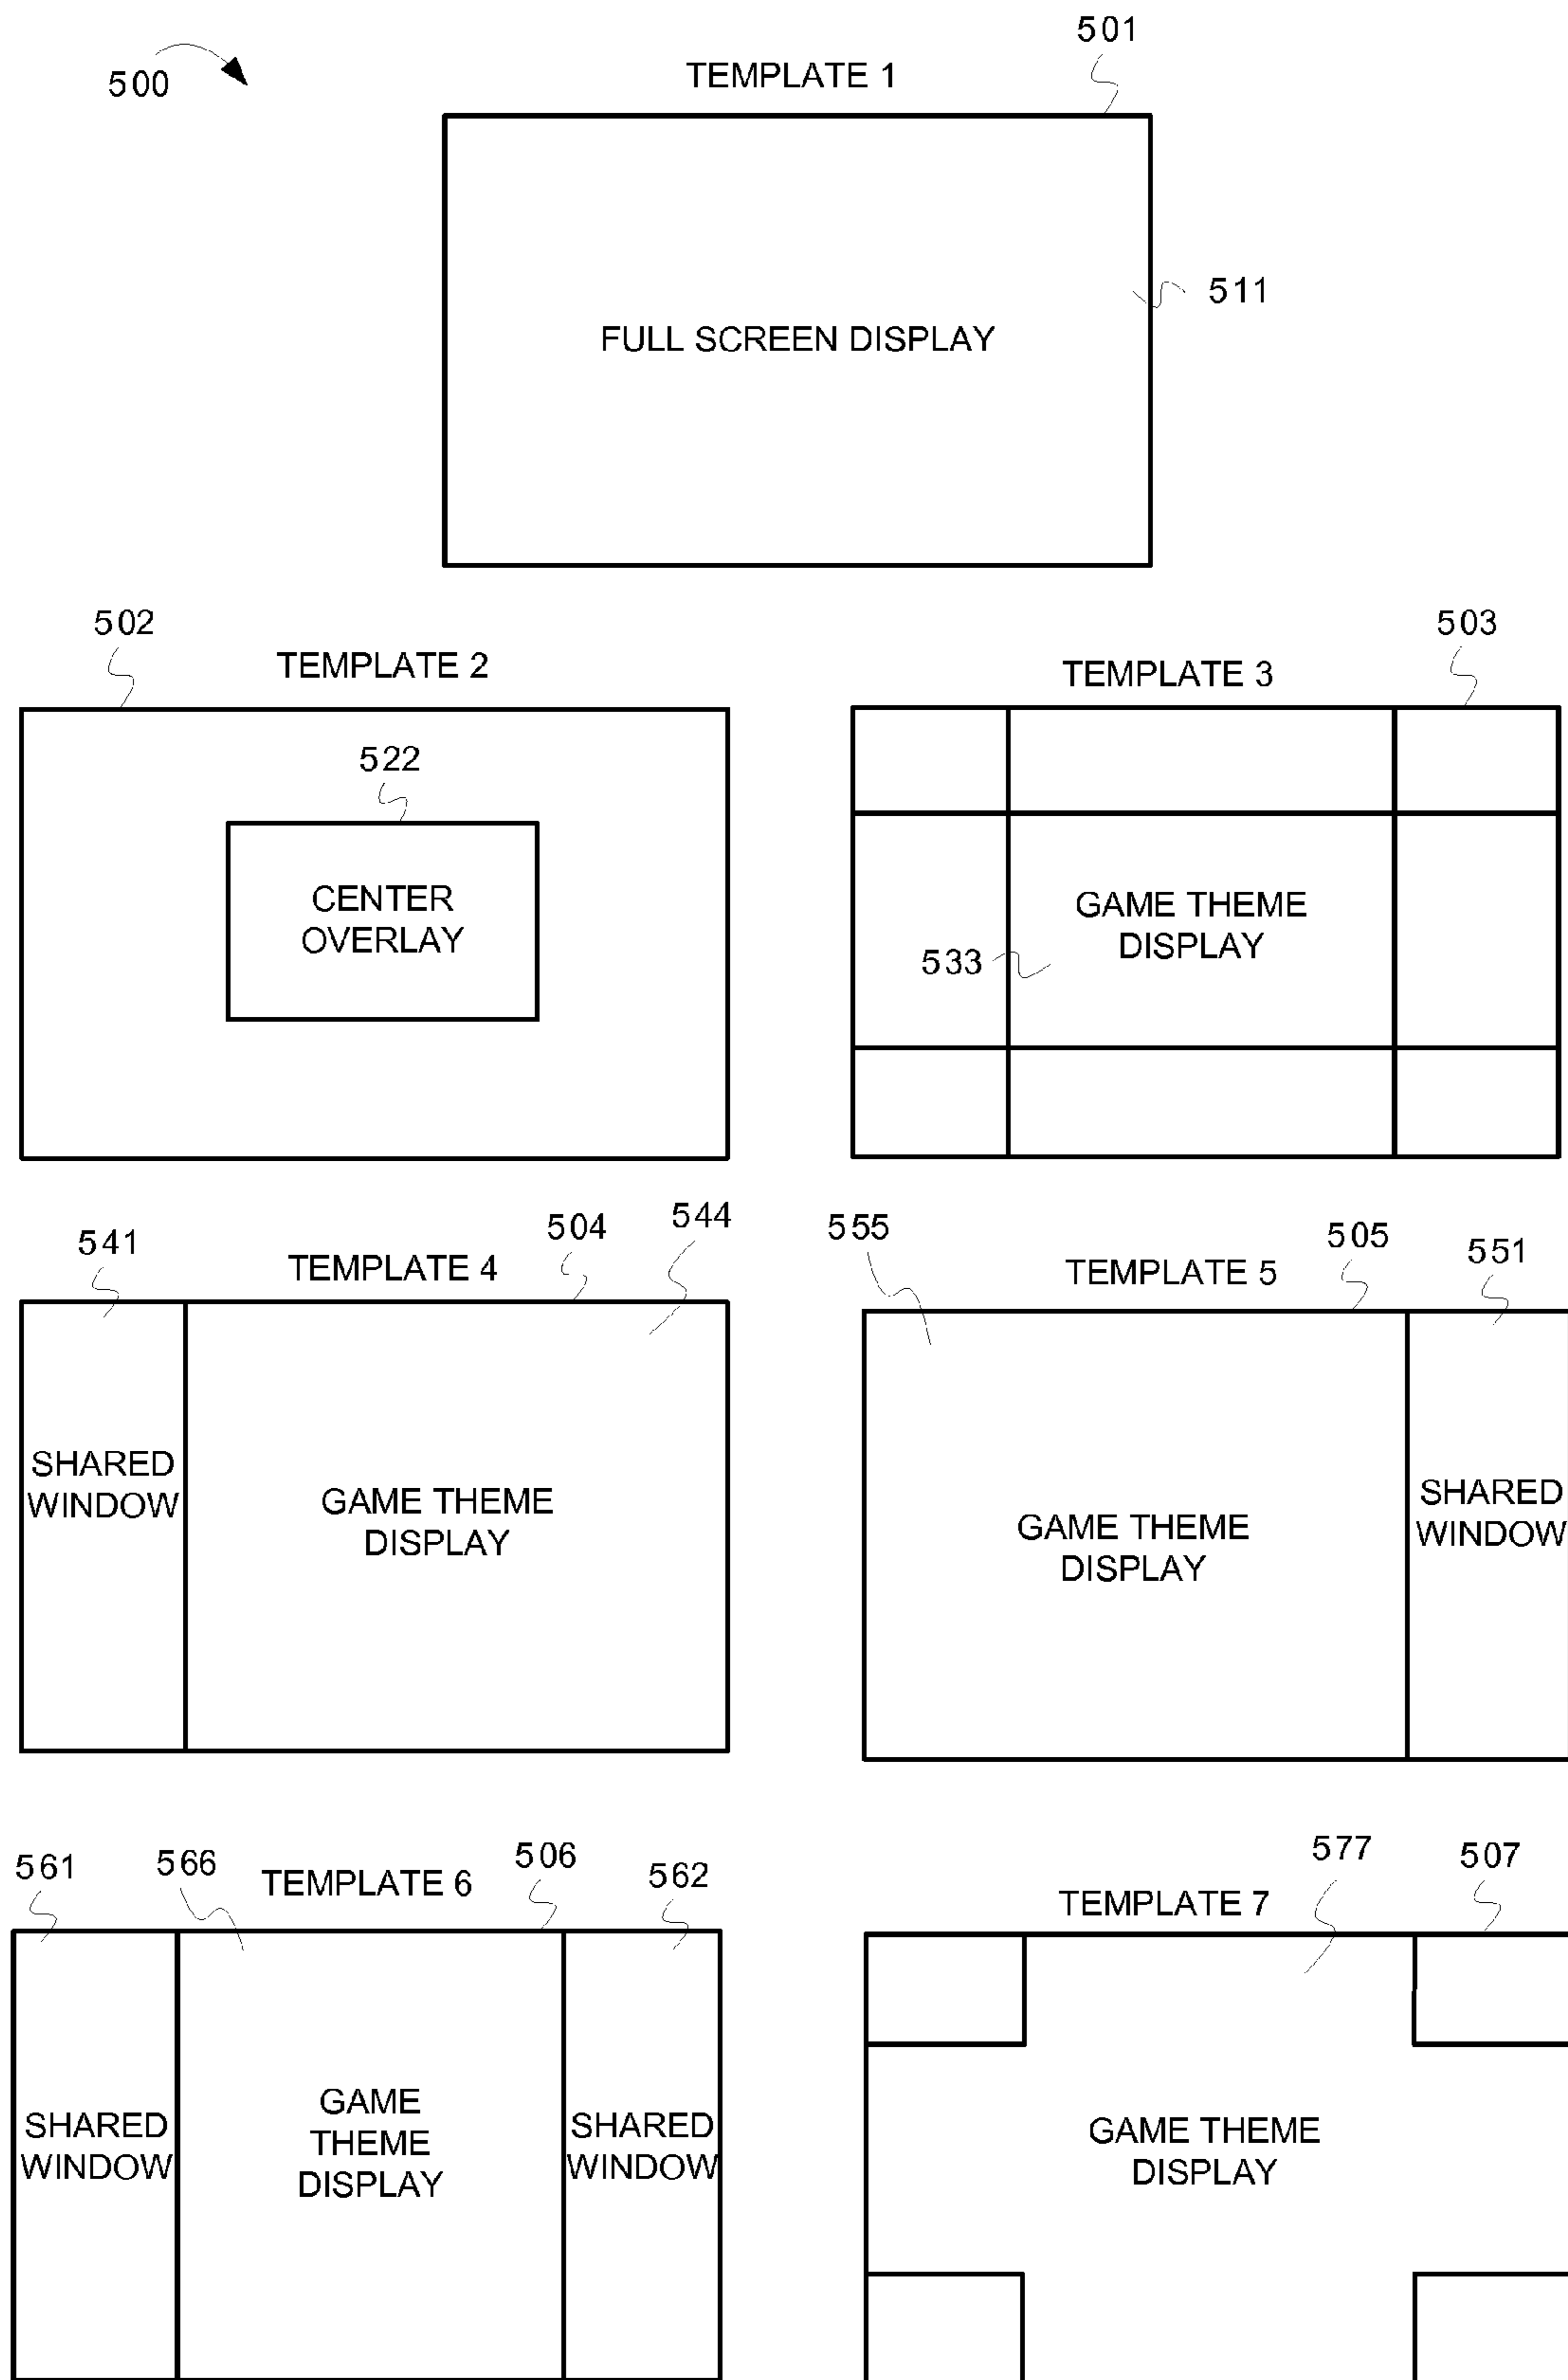 500
501
TEMPLATE 1
511
FULL SCREEN DISPLAY
502
TEMPLATE 2
522
CENTER
OVERLAY
503
TEMPLATE 3
GAME THEME
DISPLAY
533
541
TEMPLATE 4
504
544
SHARED
WINDOW
GAME THEME
DISPLAY
555
TEMPLATE 5
505
551
GAME THEME
DISPLAY
SHARED
WINDOW
561
566
TEMPLATE 6
506
562
SHARED
WINDOW
GAME
THEME
DISPLAY
SHARED
WINDOW
577
507
TEMPLATE 7
GAME THEME
DISPLAY